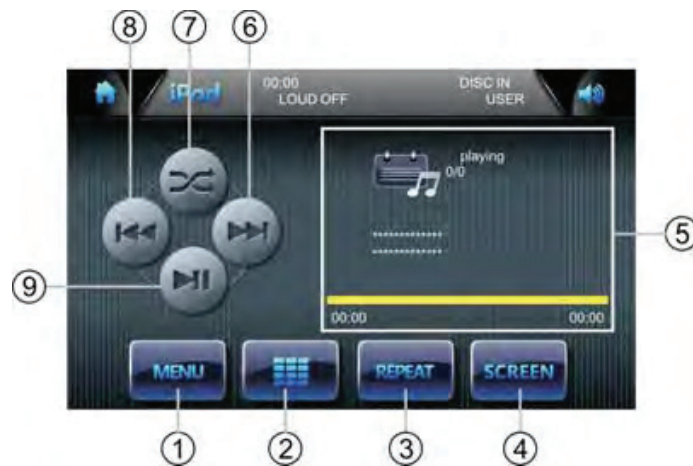 ⑧ ⑦ ⑥
iPod 00:00 DISC IN
LOUD OFF USER
playing
0/0
⑤
⑨
00:00 00:00
MENU REPEAT SCREEN
① ② ③ ④